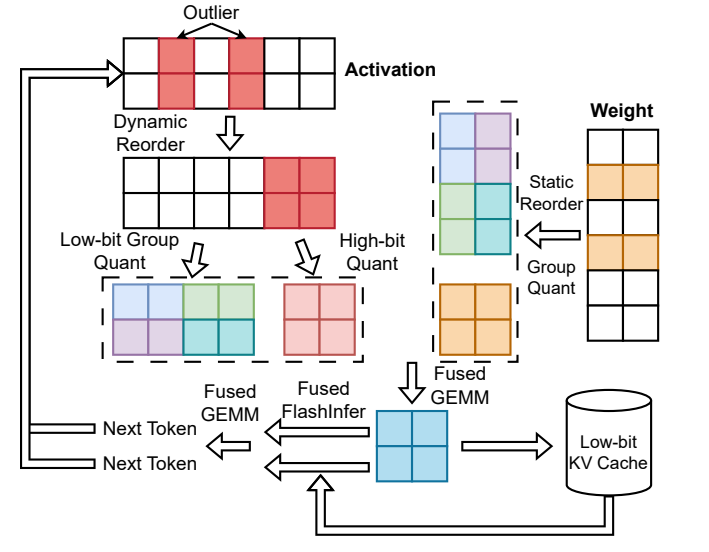 Outlier
Activation
Dynamic
Reorder
Weight
Static
Reorder
Group
Quant
Low-bit Group
Quant
High-bit
Quant
Fused
GEMM
Fused
GEMM
Fused
FlashInfer
Next Token
Next Token
Low-bit
KV Cache